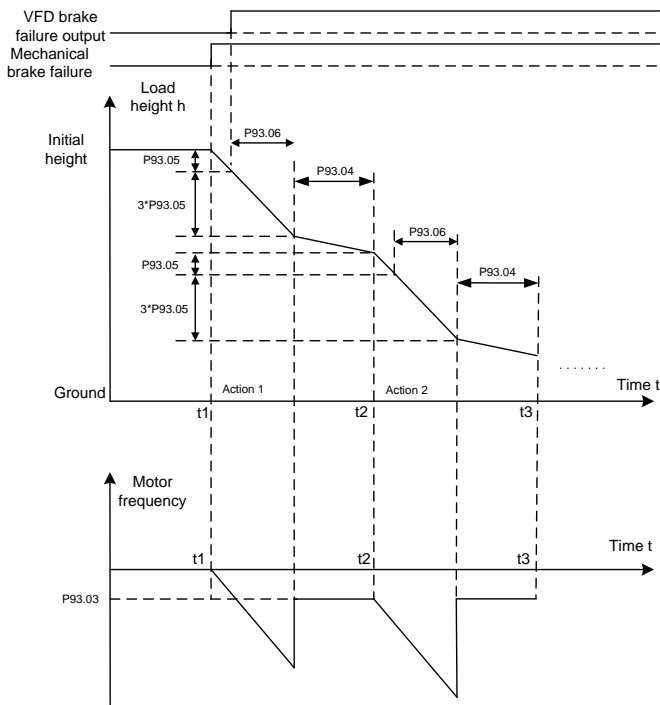 VFD brake
failure output
Mechanical
brake failure
Load
height h
Initial
height
P93.05
3*P93.05
P93.05
3*P93.05
P93.06
P93.04
P93.06
P93.04
.......
Ground
Action 1
Action 2
Time t
t1
t2
t3
Motor
frequency
t1
t2
t3
Time t
P93.03